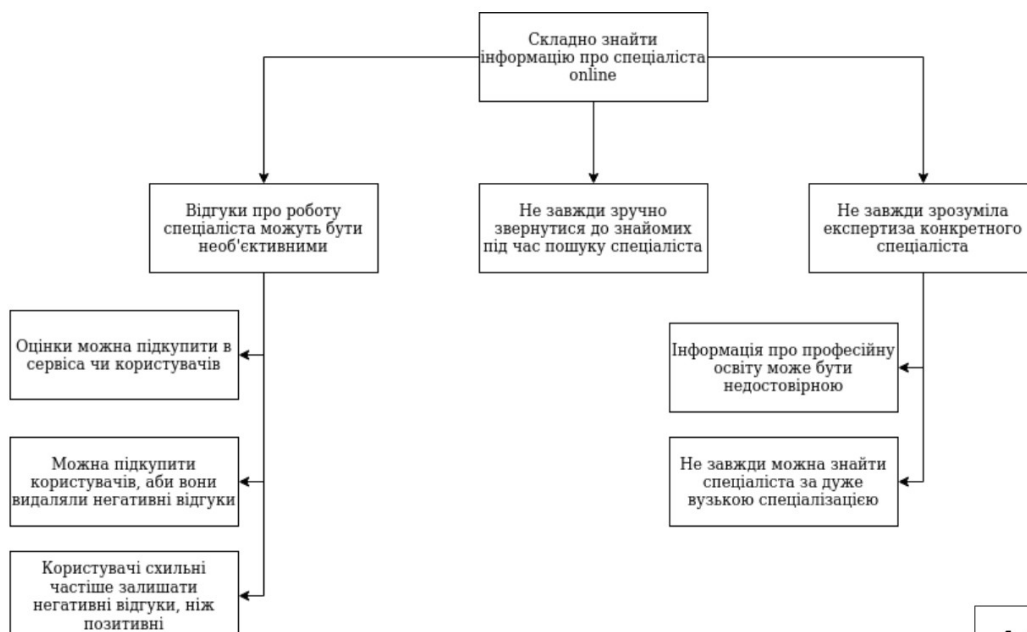 Складно знайти
інформацію про спеціаліста
online
Відгуки про роботу
спеціаліста можуть бути
необ'єктивними
Не завжди зручно
звернутися до знайомих
під час пошуку спеціаліста
Не завжди зрозуміла
експертиза конкретного
спеціаліста
Оцінки можна підкупити в
сервіса чи користувачів
Інформація про професійну
освіту може бути
недостовірною
Можна підкупити
користувачів, аби вони
видаляли негативні відгуки
Не завжди можна знайти
спеціаліста за дуже
вузькою спеціалізацією
Користувачі схильні
частіше залишати
негативні відгуки, ніж
позитивні